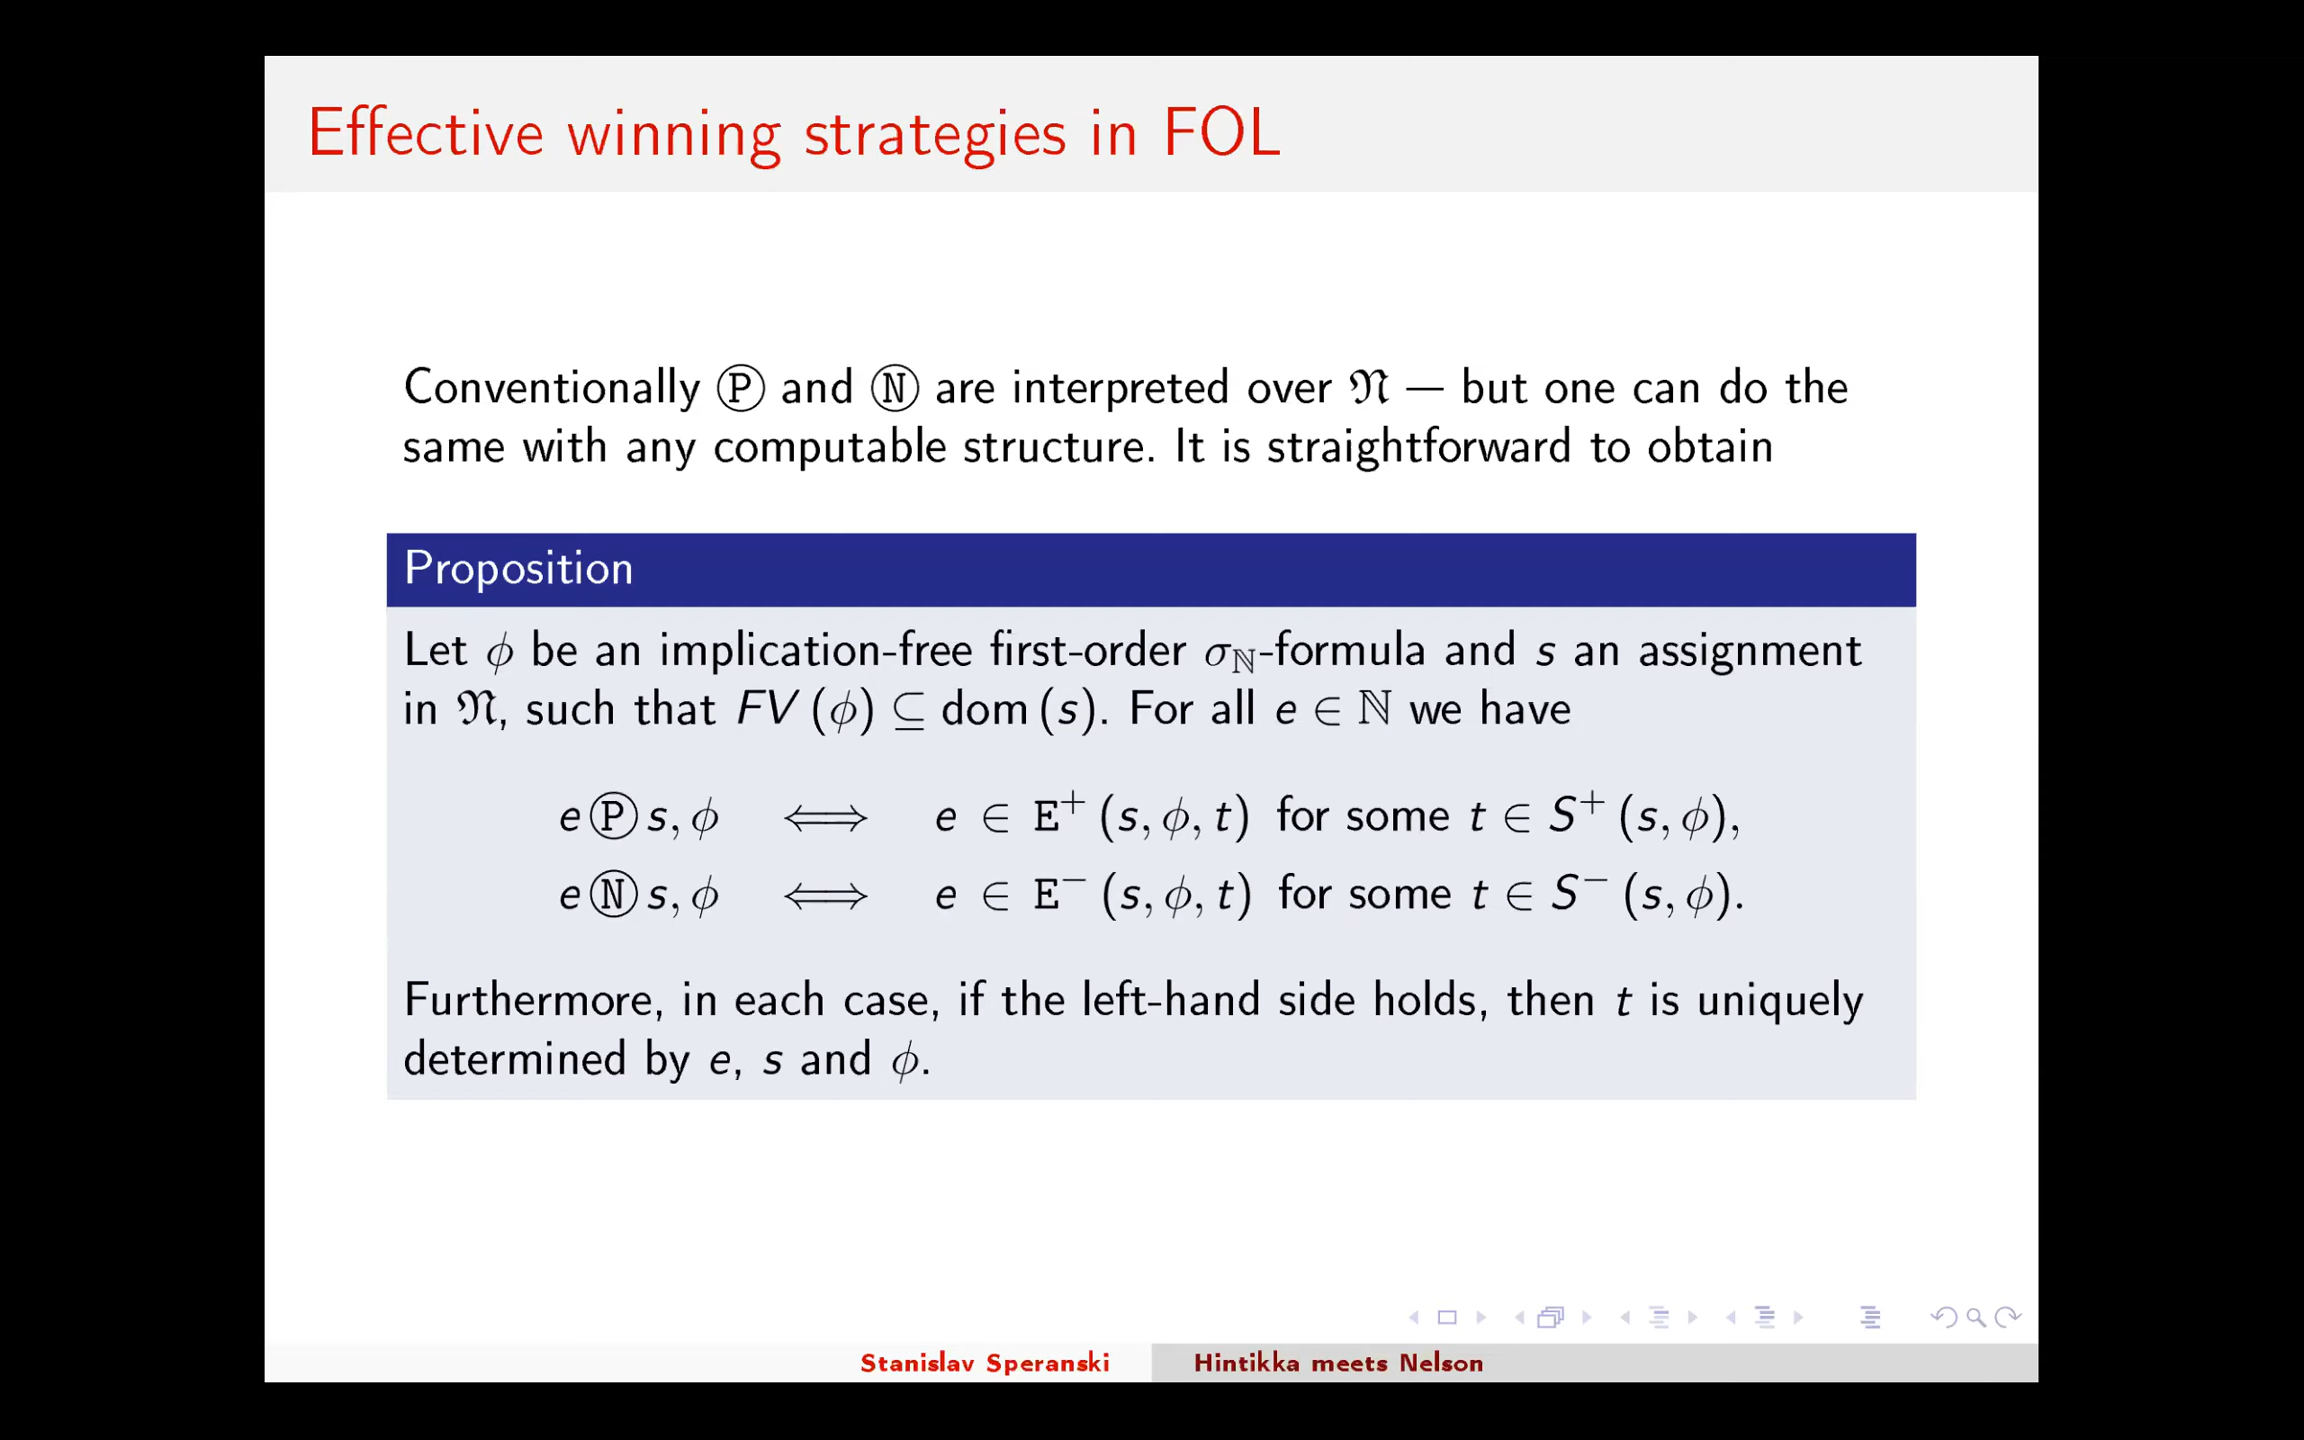 Effective winning strategies in FOL
Conventionally Ⓟ and Ⓝ are interpreted over 𝔑 — but one can do the
same with any computable structure. It is straightforward to obtain
Proposition
Let ϕ be an implication-free first-order σ_ℕ-formula and s an assignment
in 𝔑, such that FV (ϕ) ⊆ dom (s). For all e ∈ ℕ we have
e Ⓟ s, ϕ ⟺ e ∈ E⁺ (s, ϕ, t) for some t ∈ S⁺ (s, ϕ),
e Ⓝ s, ϕ ⟺ e ∈ E⁻ (s, ϕ, t) for some t ∈ S⁻ (s, ϕ).
Furthermore, in each case, if the left-hand side holds, then t is uniquely
determined by e, s and ϕ.
Stanislav Speranski Hintikka meets Nelson